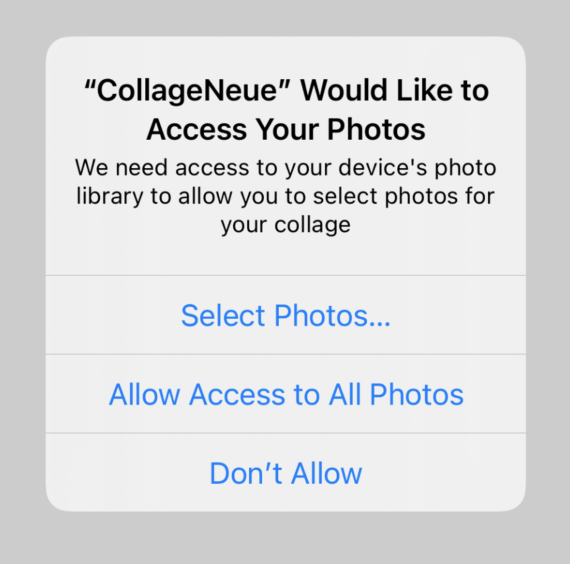 “CollageNeue” Would Like to
Access Your Photos
We need access to your device's photo
library to allow you to select photos for
your collage
Select Photos...
Allow Access to All Photos
Don’t Allow